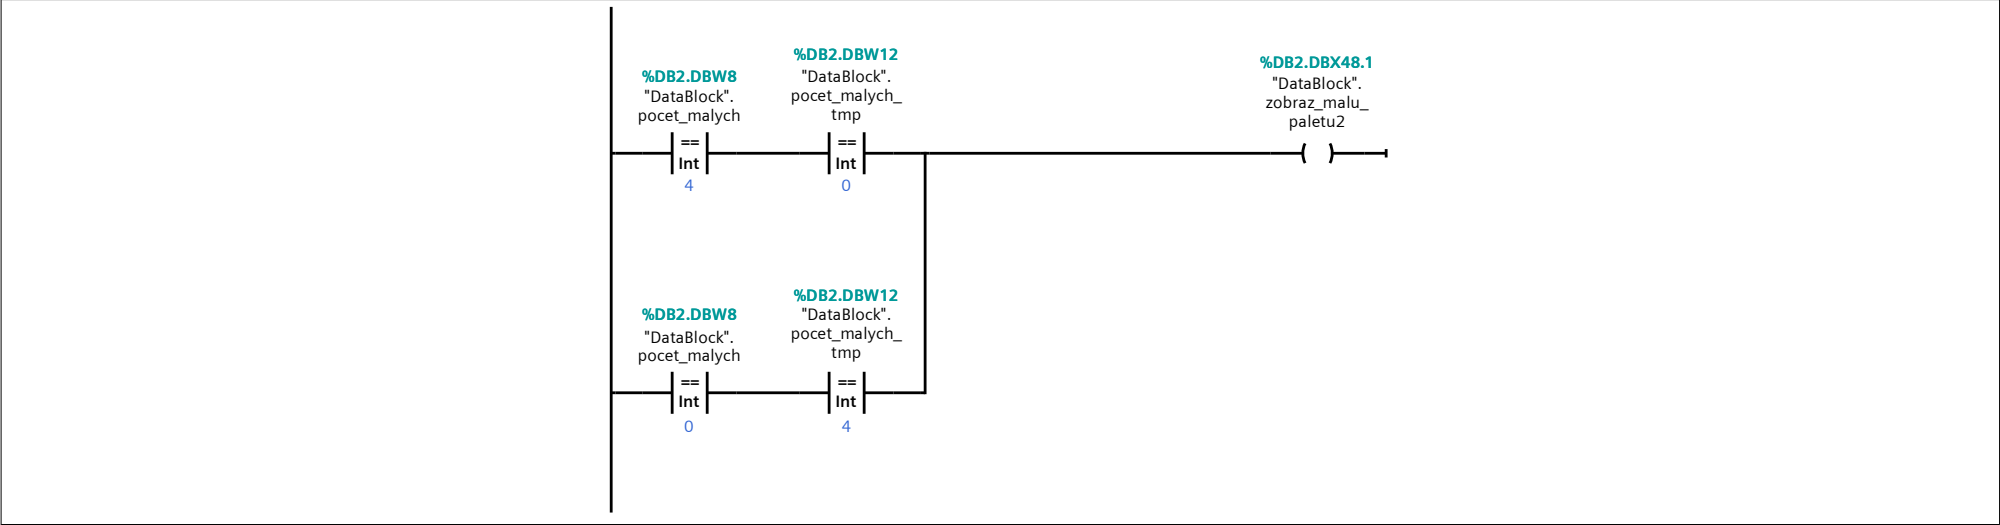 %DB2.DBW8
"DataBlock".
pocet_malych
==
Int
4
%DB2.DBW12
"DataBlock".
pocet_malych_
tmp
==
Int
0
%DB2.DBX48.1
"DataBlock".
zobraz_malu_
paletu2
%DB2.DBW8
"DataBlock".
pocet_malych
==
Int
0
%DB2.DBW12
"DataBlock".
pocet_malych_
tmp
==
Int
4